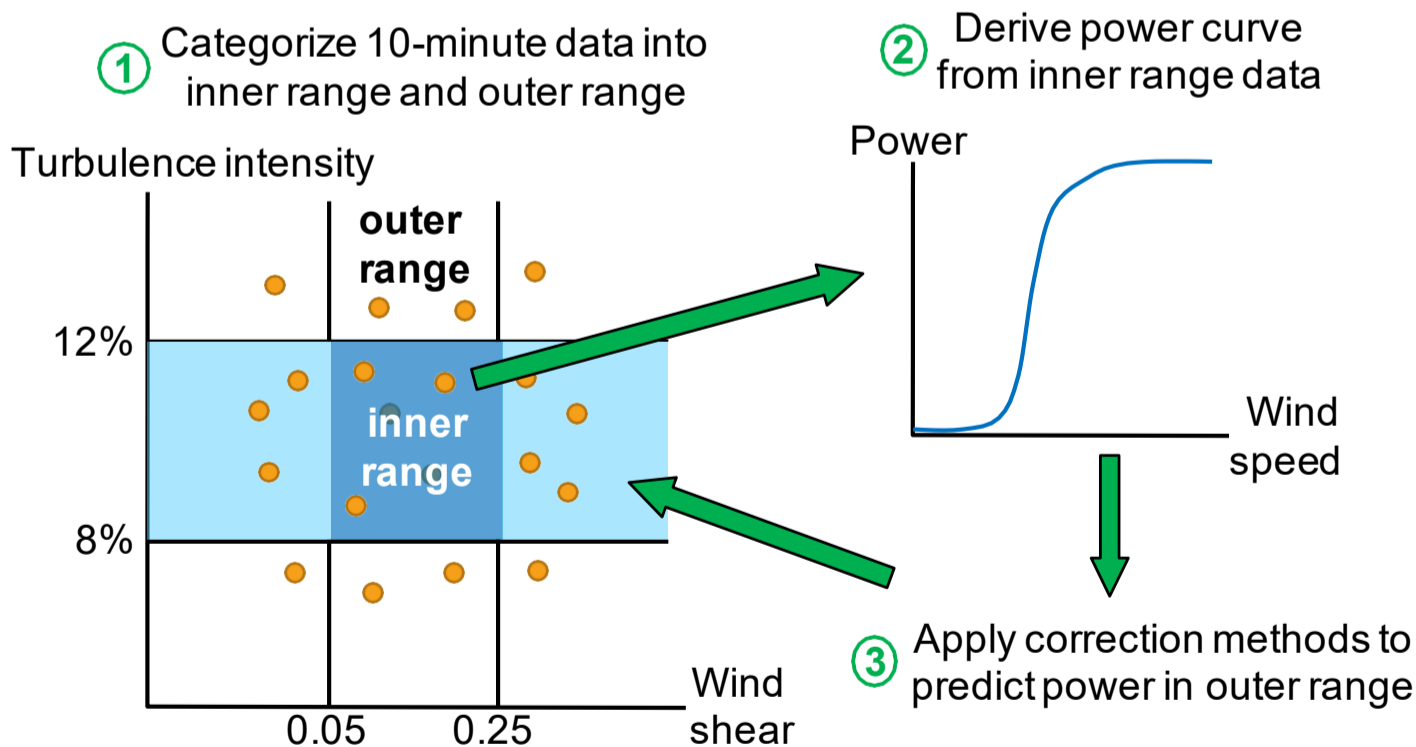 1 Categorize 10-minute data into
inner range and outer range
2 Derive power curve
from inner range data
Turbulence intensity
outer
range
12%
inner
range
8%
0.05
0.25
Wind
shear
Power
Wind
speed
3 Apply correction methods to
predict power in outer range